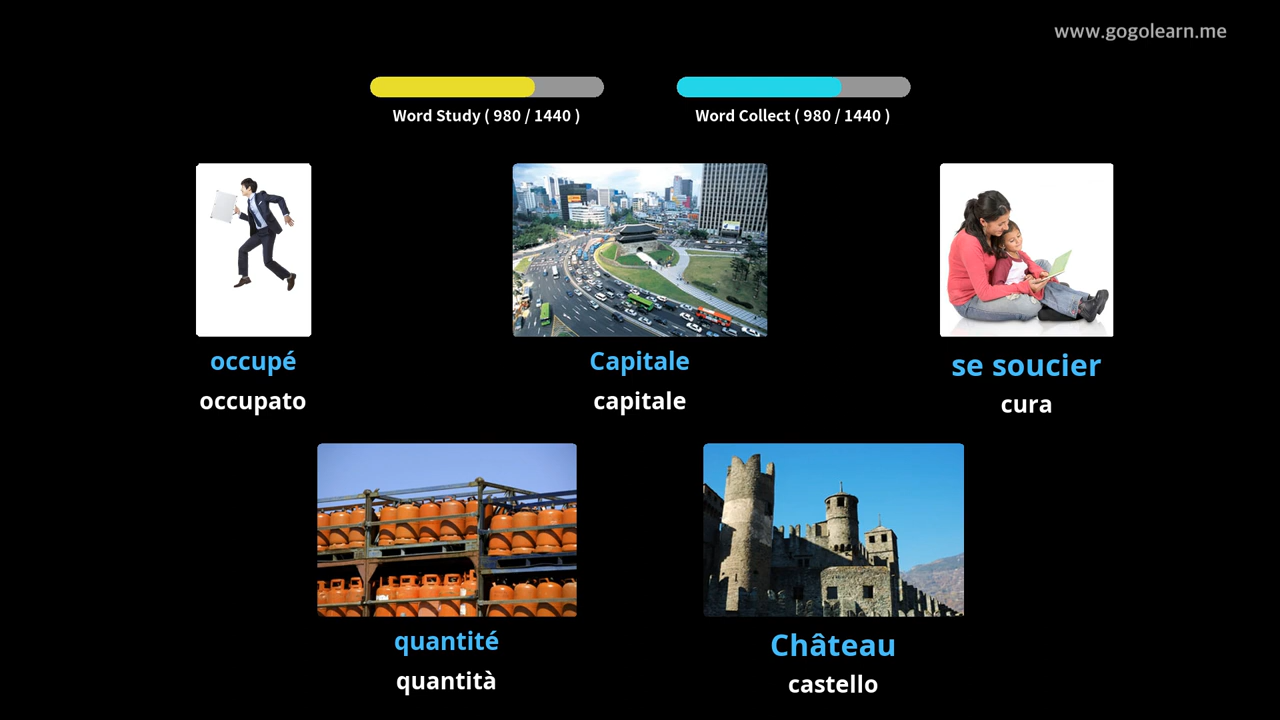 www.gogolearn.me
Word Study ( 980 / 1440 )
Word Collect ( 980 / 1440 )
occupé
occupato
Capitale
capitale
se soucier
cura
quantité
quantità
Château
castello